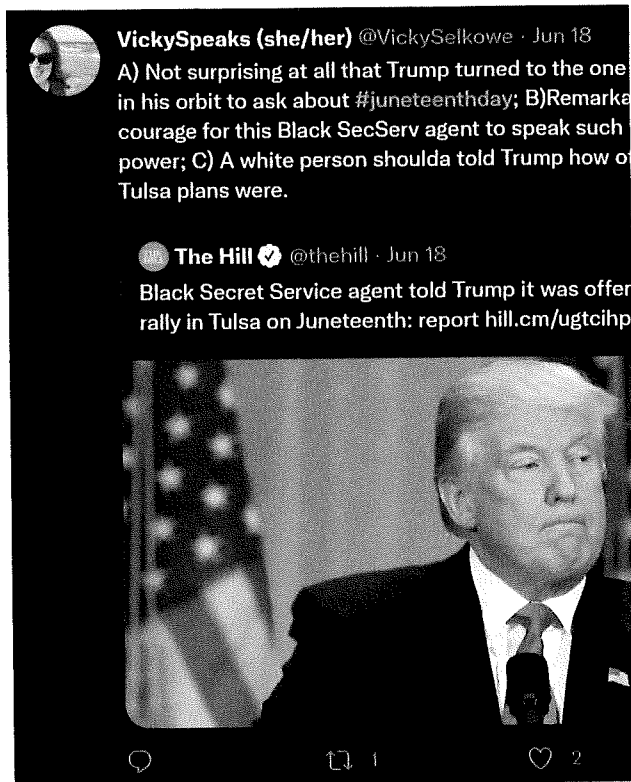 VickySpeaks (she/her) @VickySelkowe · Jun 18
A) Not surprising at all that Trump turned to the one
in his orbit to ask about #juneteenthday; B)Remarka
courage for this Black SecServ agent to speak such
power; C) A white person shoulda told Trump how o
Tulsa plans were.
The Hill @thehill · Jun 18
Black Secret Service agent told Trump it was offer
rally in Tulsa on Juneteenth: report hill.cm/ugtcihp
1
2